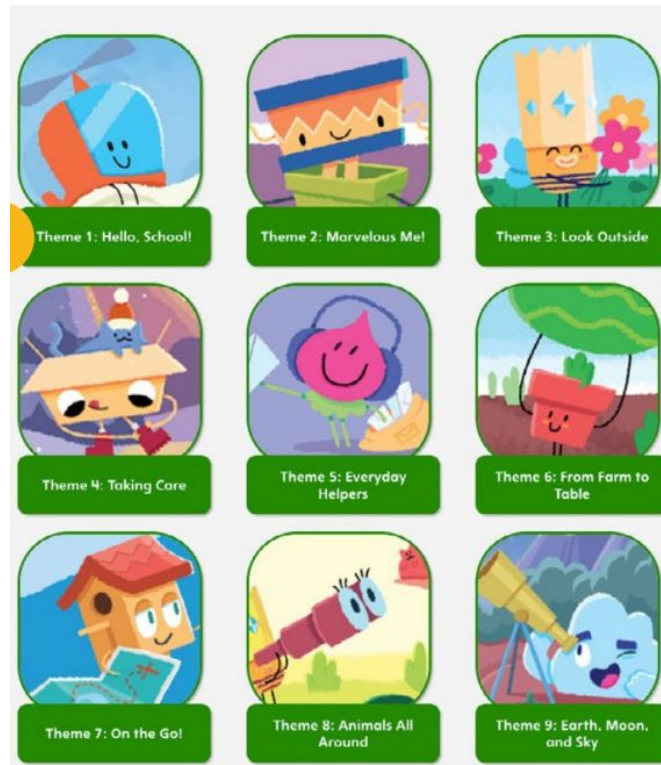 Theme 1: Hello, School!
Theme 2: Marvelous Me!
Theme 3: Look Outside
Theme 4: Taking Care
Theme 5: Everyday
Helpers
Theme 6: From Farm to
Table
Theme 7: On the Go!
Theme 8: Animals All
Around
Theme 9: Earth, Moon,
and Sky